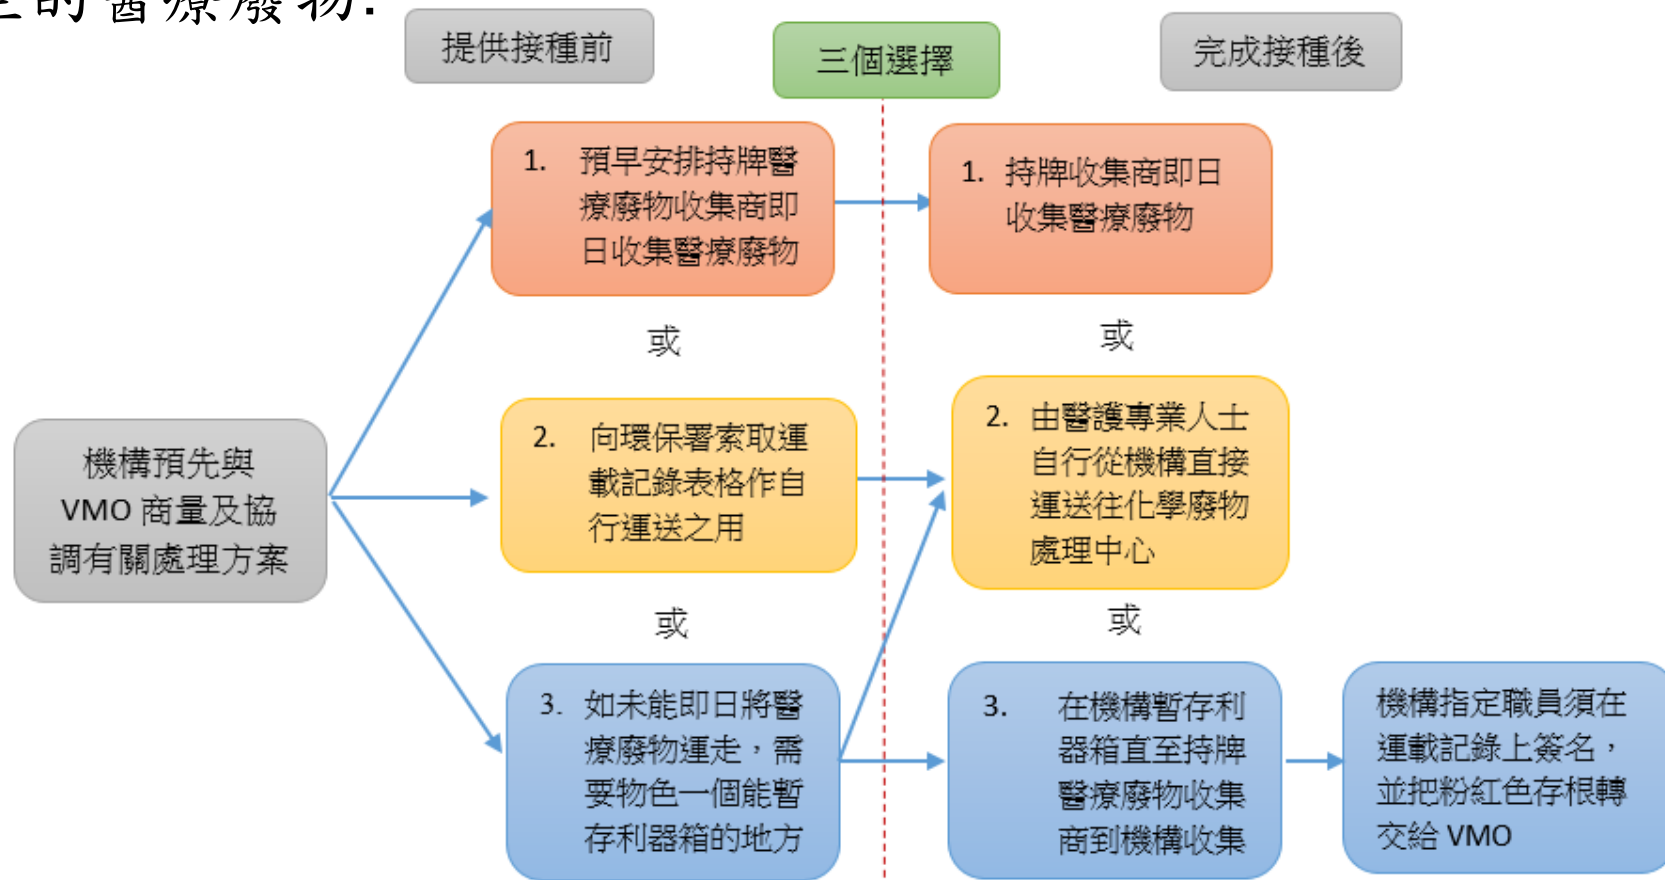 的醫療廢物.
提供接種前
三個選擇
完成接種後
1. 預早安排持牌醫
療廢物收集商即
日收集醫療廢物
1. 持牌收集商即日
收集醫療廢物
或
或
機構預先與
VMO 商量及協
調有關處理方案
2. 向環保署索取運
載記錄表格作自
行運送之用
2. 由醫護專業人士
自行從機構直接
運送往化學廢物
處理中心
或
或
3. 如未能即日將醫
療廢物運走，需
要物色一個能暫
存利器箱的地方
3. 在機構暫存利
器箱直至持牌
醫療廢物收集
商到機構收集
機構指定職員須在
運載記錄上簽名，
並把粉紅色存根轉
交給 VMO